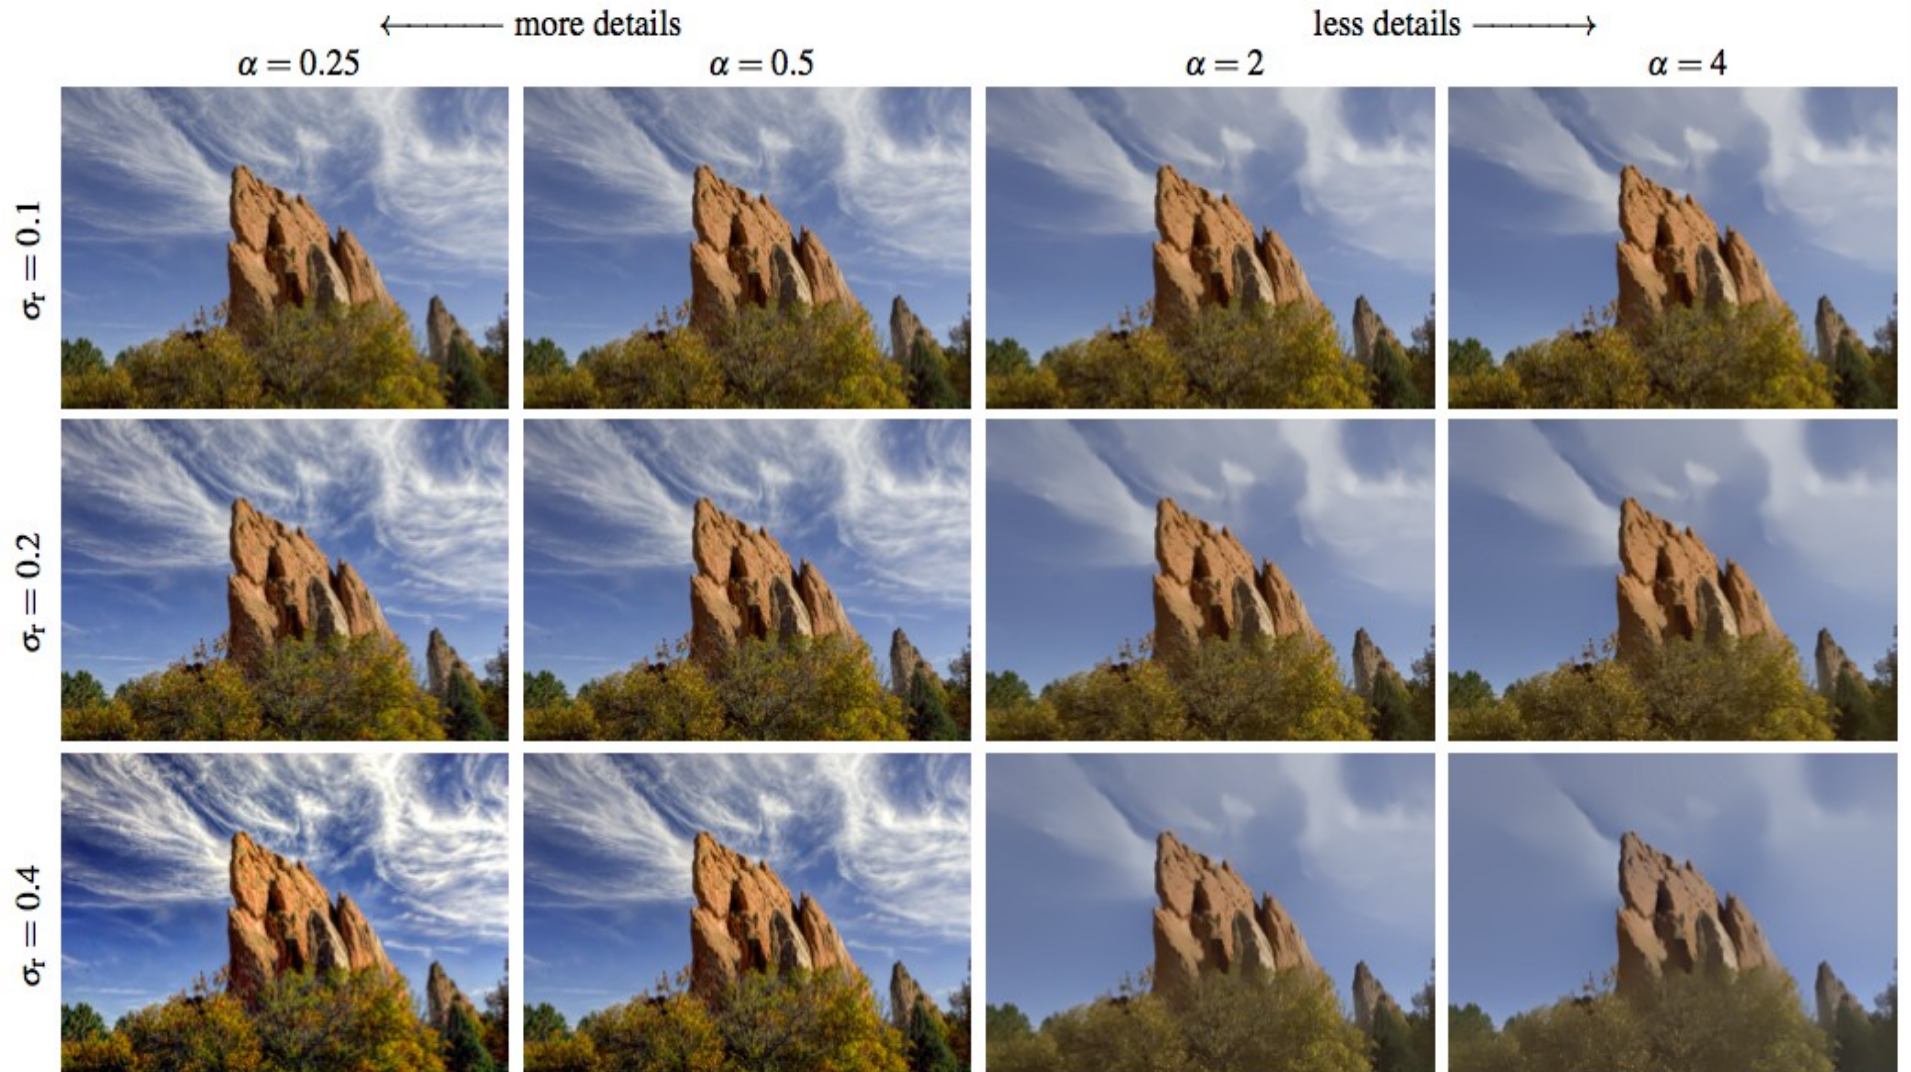 more details less details
α = 0.25 α = 0.5 α = 2 α = 4
σr = 0.1
σr = 0.2
σr = 0.4